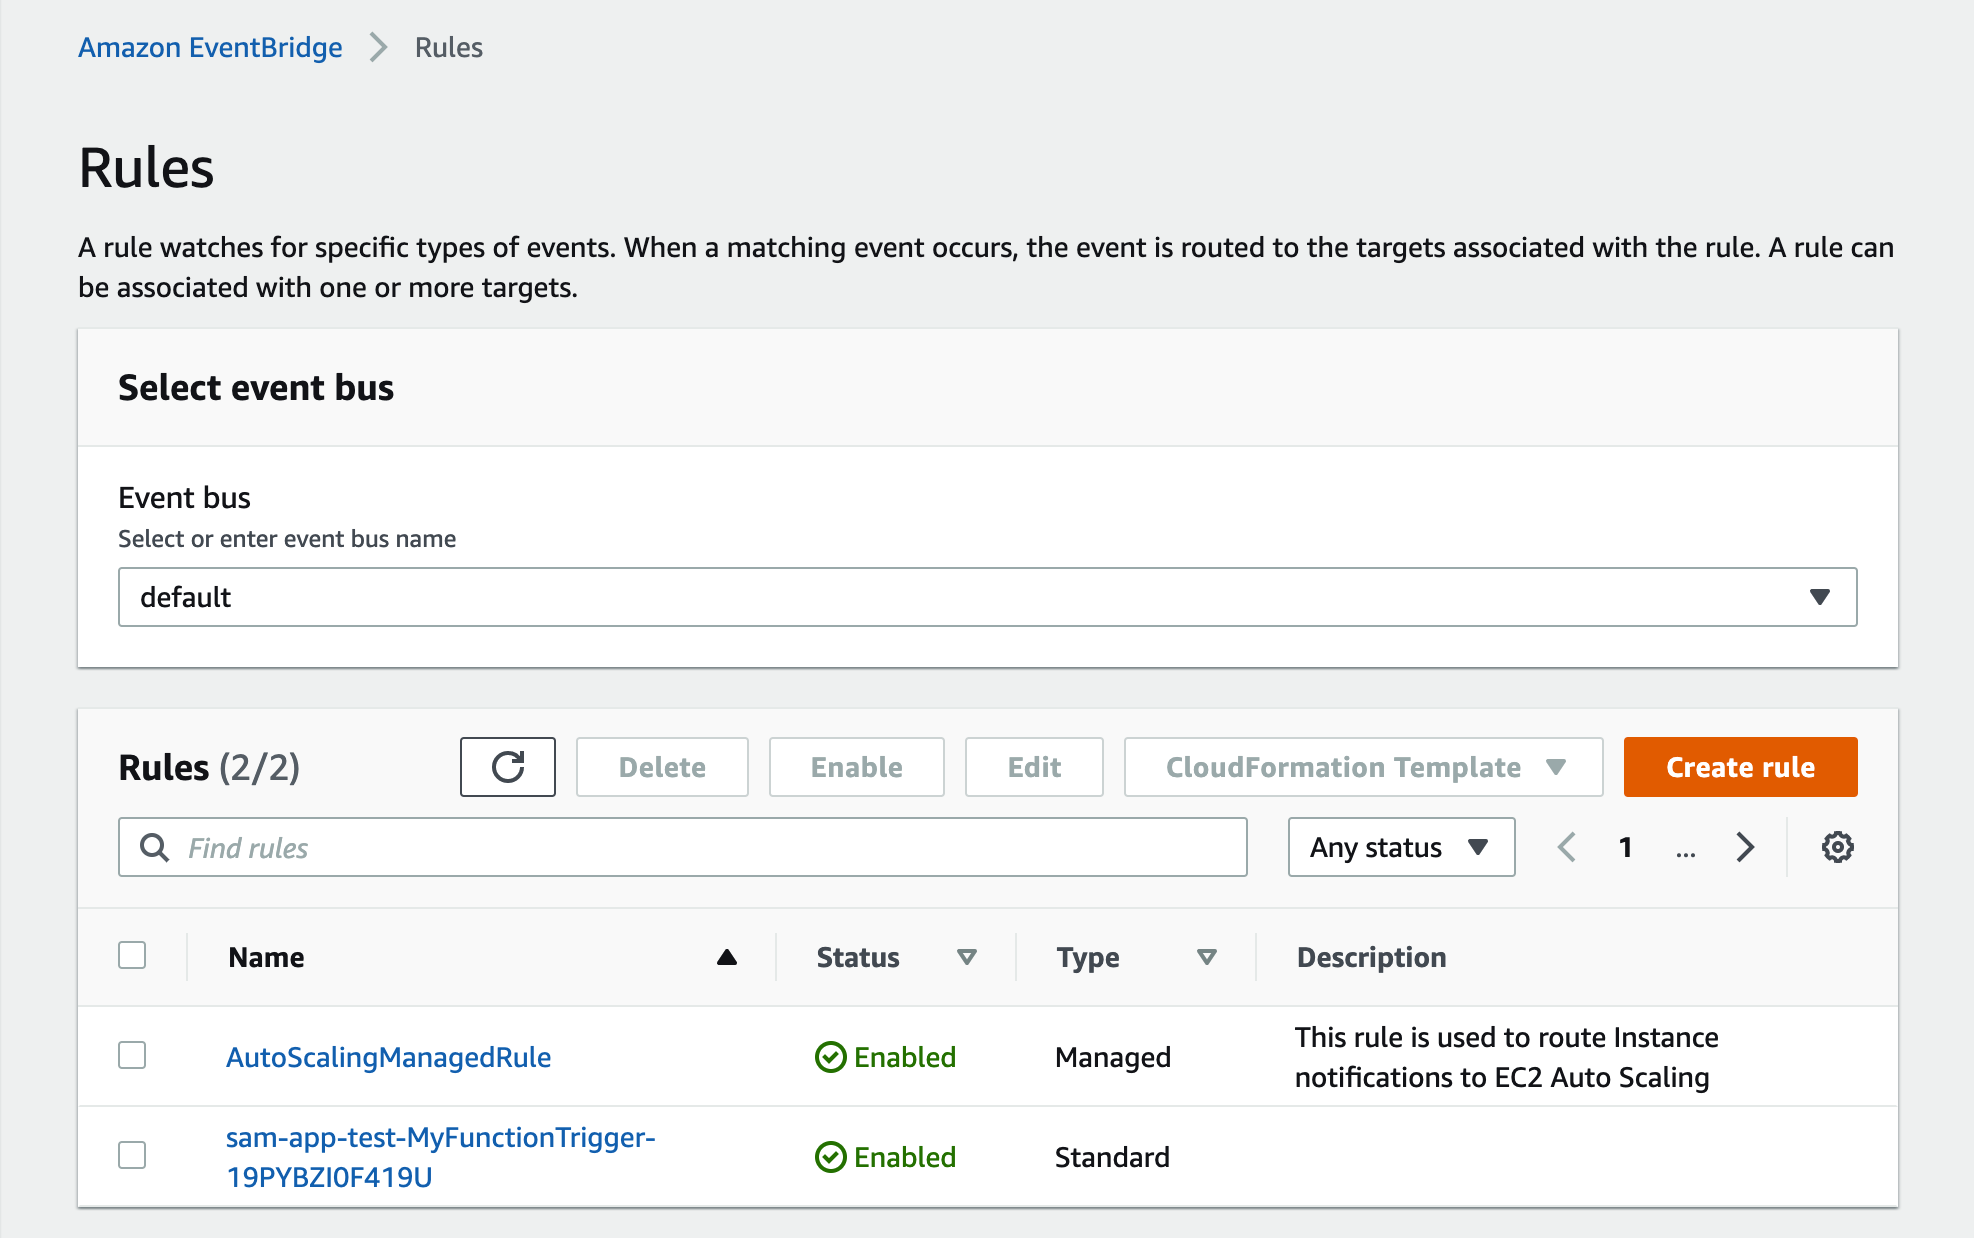 Amazon EventBridge > Rules
Rules
A rule watches for specific types of events. When a matching event occurs, the event is routed to the targets associated with the rule. A rule can
be associated with one or more targets.
Select event bus
Event bus
Select or enter event bus name
default
Rules (2/2) Delete Enable Edit CloudFormation Template Create rule
Find rules Any status 1 ...
Name Status Type Description
AutoScalingManagedRule Enabled Managed This rule is used to route Instance
notifications to EC2 Auto Scaling
sam-app-test-MyFunctionTrigger-
19PYBZI0F419U Enabled Standard